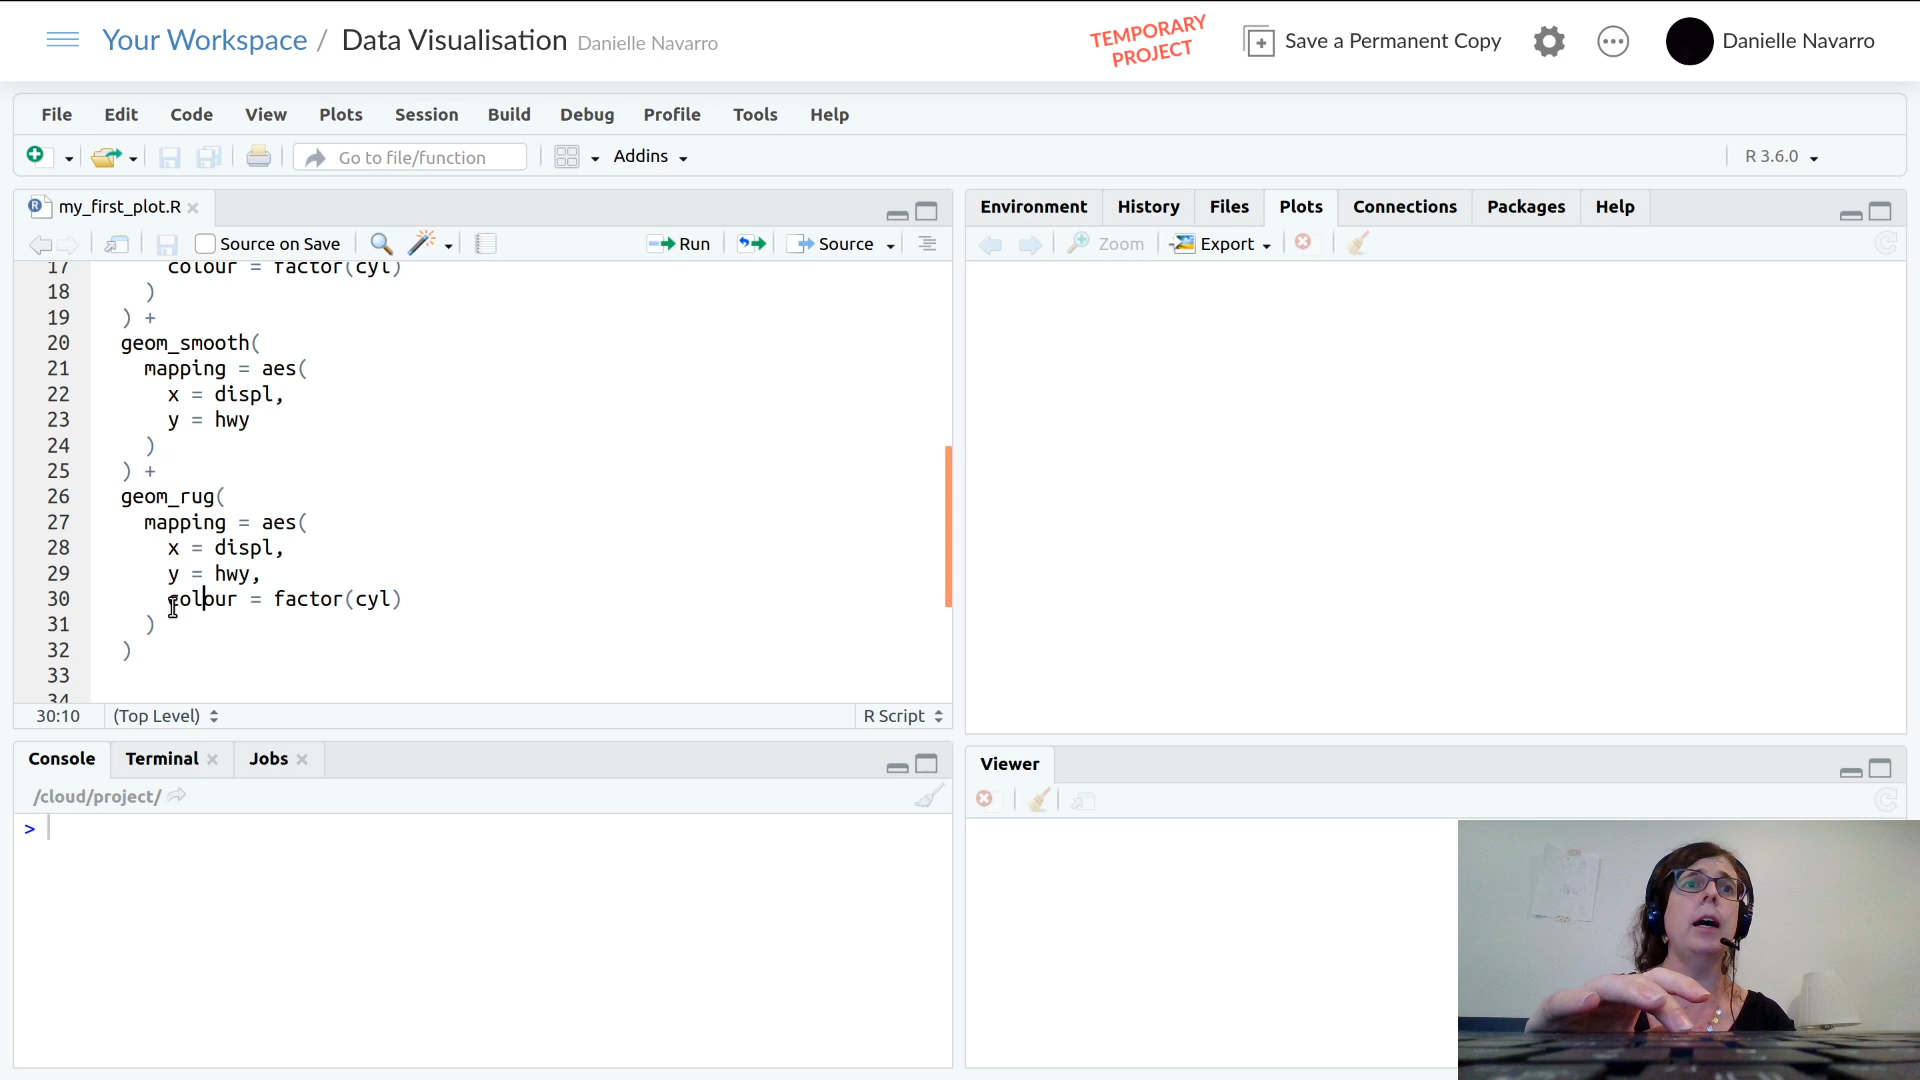 Your Workspace / Data Visualisation Danielle Navarro
TEMPORARY
PROJECT
Save a Permanent Copy
Danielle Navarro
File Edit Code View Plots Session Build Debug Profile Tools Help
Go to file/function
Addins
R 3.6.0
my_first_plot.R
Source on Save
Run
Source
17 colour = factor(cyl)
18 )
19 ) +
20 geom_smooth(
21 mapping = aes(
22 x = displ,
23 y = hwy
24 )
25 ) +
26 geom_rug(
27 mapping = aes(
28 x = displ,
29 y = hwy,
30 colour = factor(cyl)
31 )
32 )
33
34
30:10 (Top Level) R Script
Console Terminal Jobs
/cloud/project/
>
Environment History Files Plots Connections Packages Help
Zoom Export
Viewer